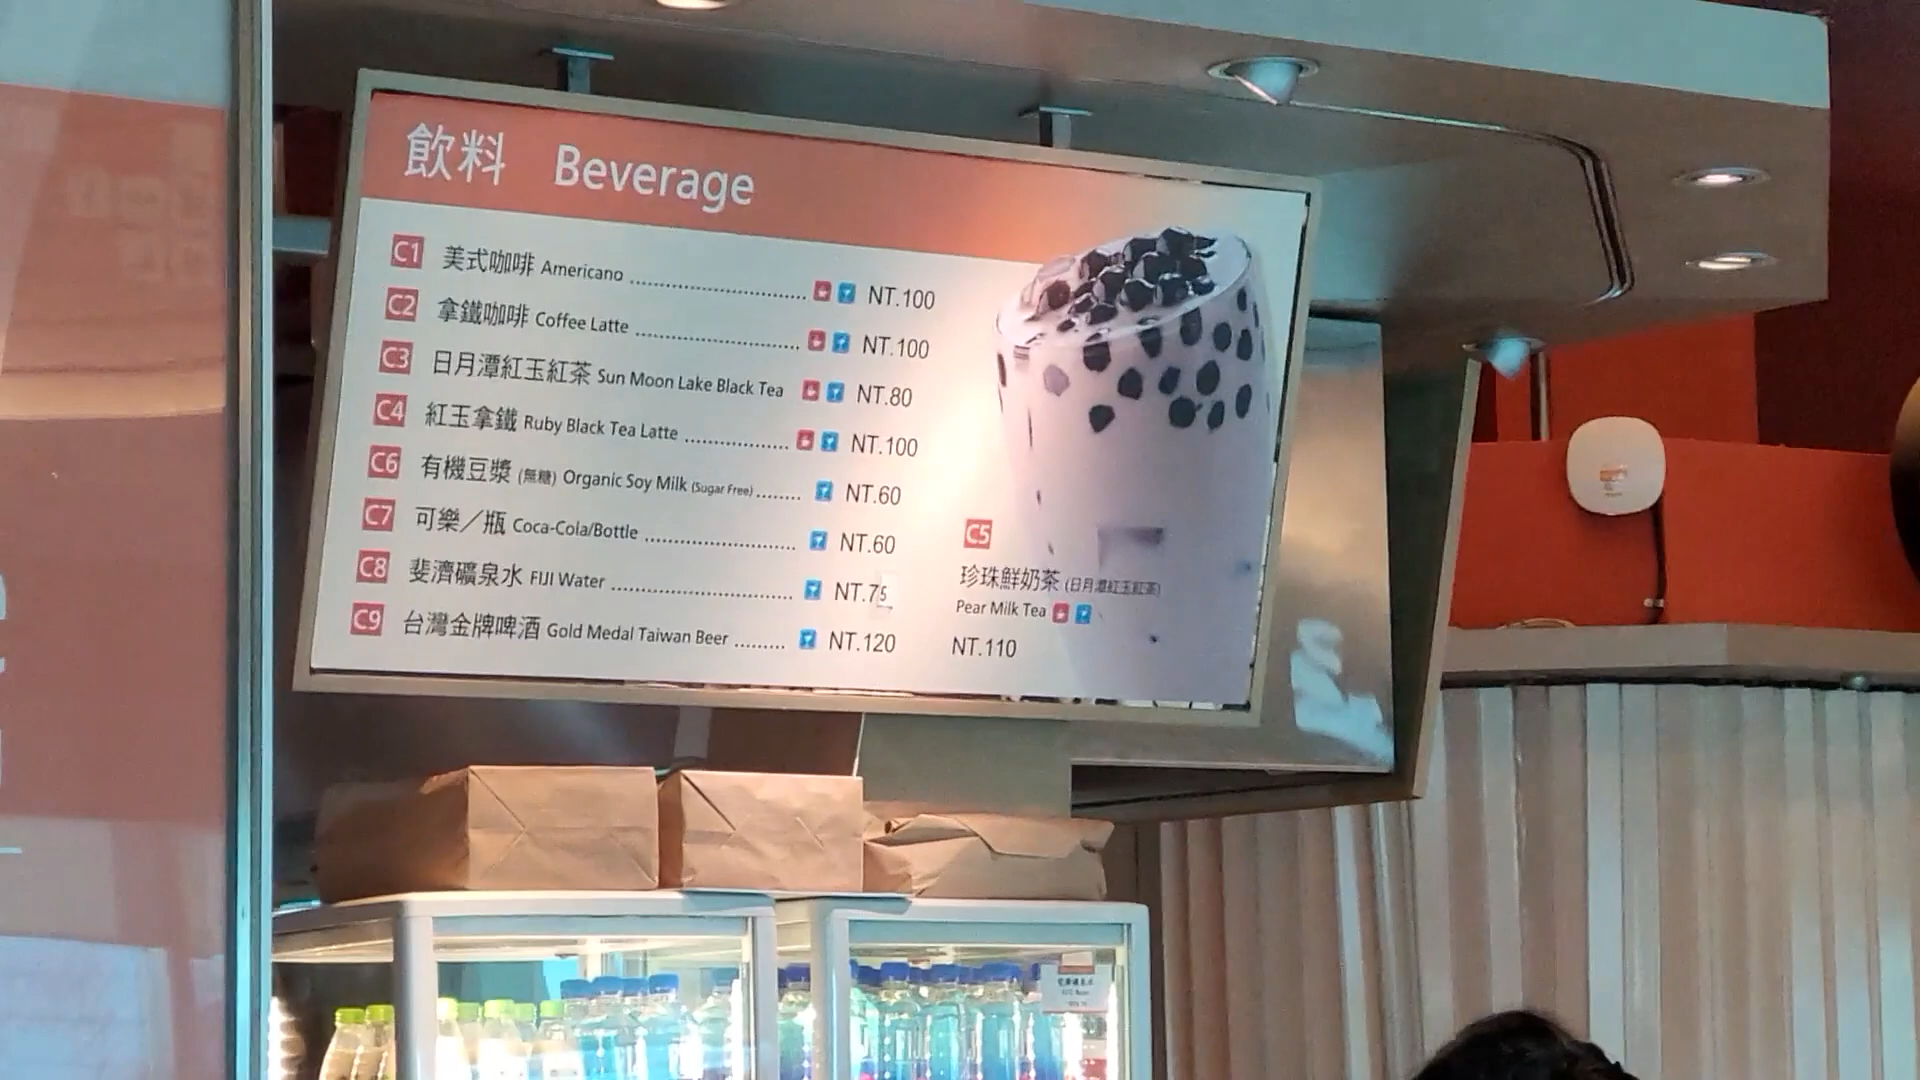 飲料 Beverage
C1 美式咖啡 Americano NT.100
C2 拿鐵咖啡 Coffee Latte NT.100
C3 日月潭紅玉紅茶 Sun Moon Lake Black Tea NT.80
C4 紅玉拿鐵 Ruby Black Tea Latte NT.100
C6 有機豆漿 (無糖) Organic Soy Milk (Sugar Free) NT.60
C7 可樂／瓶 Coca-Cola/Bottle NT.60
C8 斐濟礦泉水 FIJI Water NT.75
C9 台灣金牌啤酒 Gold Medal Taiwan Beer NT.120
C5
珍珠鮮奶茶 (日月潭紅玉紅茶)
Pear Milk Tea
NT.110